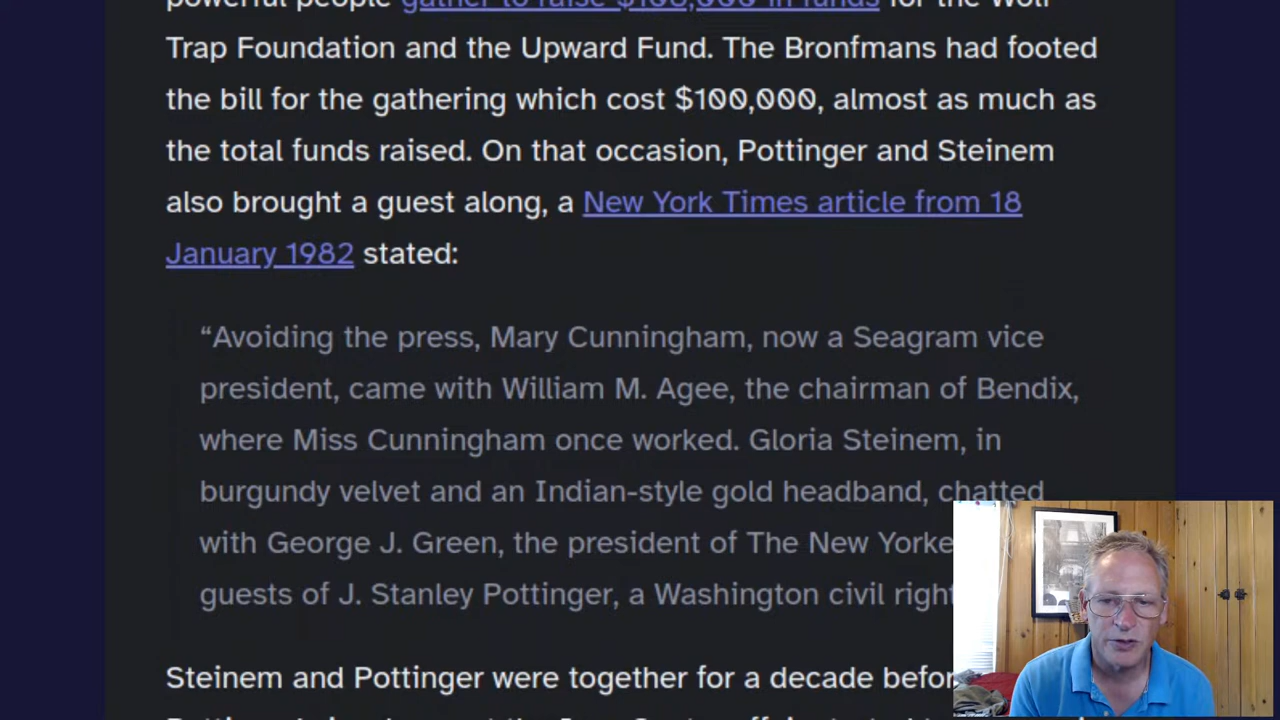 powerful people gather to raise $108,000 in funds for the Wolf
Trap Foundation and the Upward Fund. The Bronfmans had footed
the bill for the gathering which cost $100,000, almost as much as
the total funds raised. On that occasion, Pottinger and Steinem
also brought a guest along, a New York Times article from 18
January 1982 stated:
“Avoiding the press, Mary Cunningham, now a Seagram vice
president, came with William M. Agee, the chairman of Bendix,
where Miss Cunningham once worked. Gloria Steinem, in
burgundy velvet and an Indian-style gold headband, chatted
with George J. Green, the president of The New Yorke
guests of J. Stanley Pottinger, a Washington civil right
Steinem and Pottinger were together for a decade befor